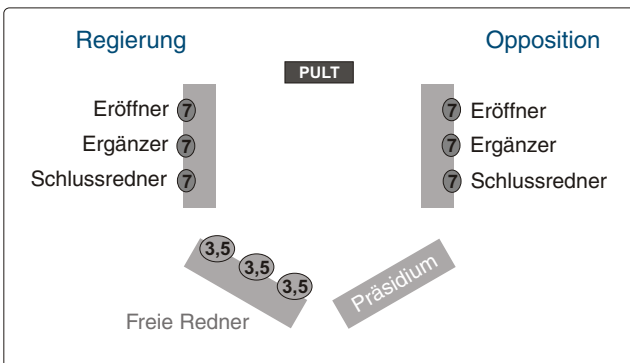 Regierung
Opposition
PULT
Eröffner 7
7 Eröffner
Ergänzer 7
7 Ergänzer
Schlussredner 7
7 Schlussredner
3,5
3,5
3,5
Präsidium
Freie Redner